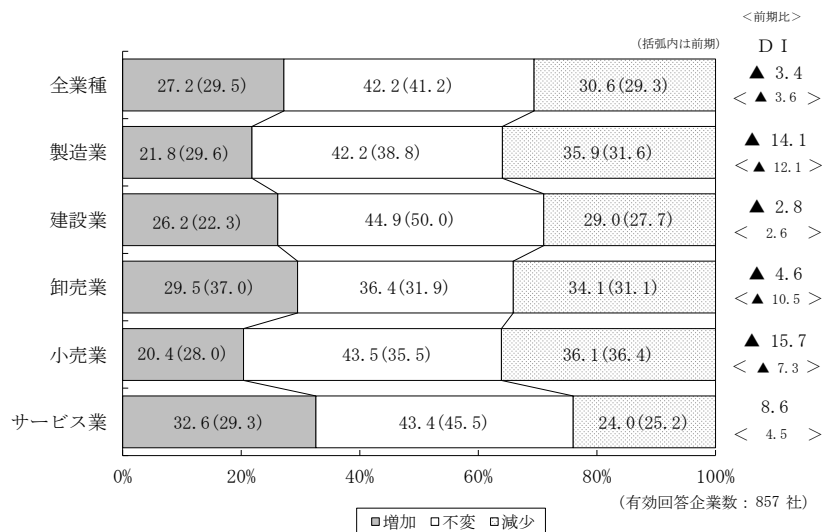 ＜前期比＞
(括弧内は前期) ＤＩ
全業種 27.2(29.5) 42.2(41.2) 30.6(29.3) ▲ 3.4
＜ ▲ 3.6 ＞
製造業 21.8(29.6) 42.2(38.8) 35.9(31.6) ▲ 14.1
＜ ▲ 12.1 ＞
建設業 26.2(22.3) 44.9(50.0) 29.0(27.7) ▲ 2.8
＜ 2.6 ＞
卸売業 29.5(37.0) 36.4(31.9) 34.1(31.1) ▲ 4.6
＜ ▲ 10.5 ＞
小売業 20.4(28.0) 43.5(35.5) 36.1(36.4) ▲ 15.7
＜ ▲ 7.3 ＞
サービス業 32.6(29.3) 43.4(45.5) 24.0(25.2) 8.6
＜ 4.5 ＞
0% 20% 40% 60% 80% 100%
(有効回答企業数：857 社)
増加 不変 減少